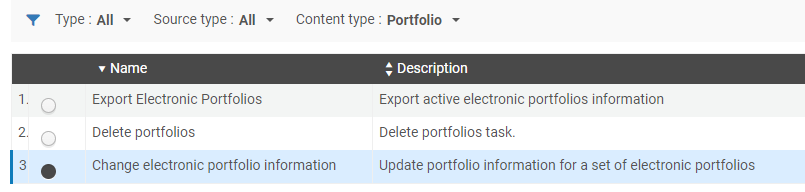 Type : All Source type : All Content type : Portfolio
Name Description
1. Export Electronic Portfolios Export active electronic portfolios information
2. Delete portfolios Delete portfolios task.
3 Change electronic portfolio information Update portfolio information for a set of electronic portfolios